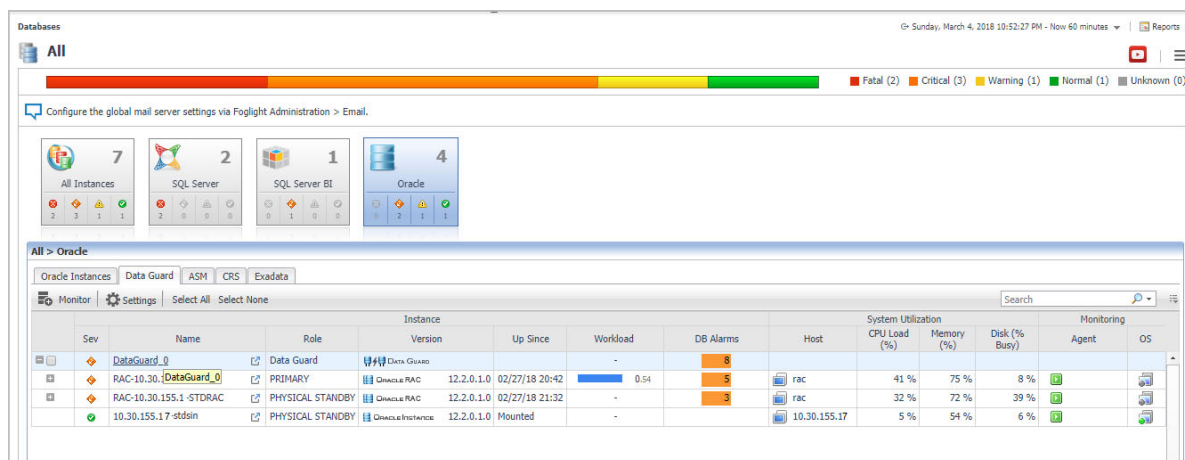 Databases
Sunday, March 4, 2018 10:52:27 PM - Now 60 minutes
Reports
All
Fatal (2) Critical (3) Warning (1) Normal (1) Unknown (0)
Configure the global mail server settings via Foglight Administration > Email.
7 2 1 4
All Instances SQL Server SQL Server BI Oracle
2 3 1 1 2 0 0 0 0 1 0 0 0 2 1 1
All > Oracle
Oracle Instances Data Guard ASM CRS Exadata
Monitor Settings Select All Select None Search
Instance System Utilization Monitoring
Sev Name Role Version Up Since Workload DB Alarms Host CPU Load (%) Memory (%) Disk (% Busy) Agent OS
DataGuard_0 Data Guard DATA GUARD - 8
RAC-10.30. DataGuard_0 PRIMARY ORACLE RAC 12.2.0.1.0 02/27/18 20:42 0.54 5 rac 41 % 75 % 8 %
RAC-10.30.155.1 -STDRAC PHYSICAL STANDBY ORACLE RAC 12.2.0.1.0 02/27/18 21:32 - 3 rac 32 % 72 % 39 %
10.30.155.17-stdsin PHYSICAL STANDBY ORACLE INSTANCE 12.2.0.1.0 Mounted - 10.30.155.17 5 % 54 % 6 %